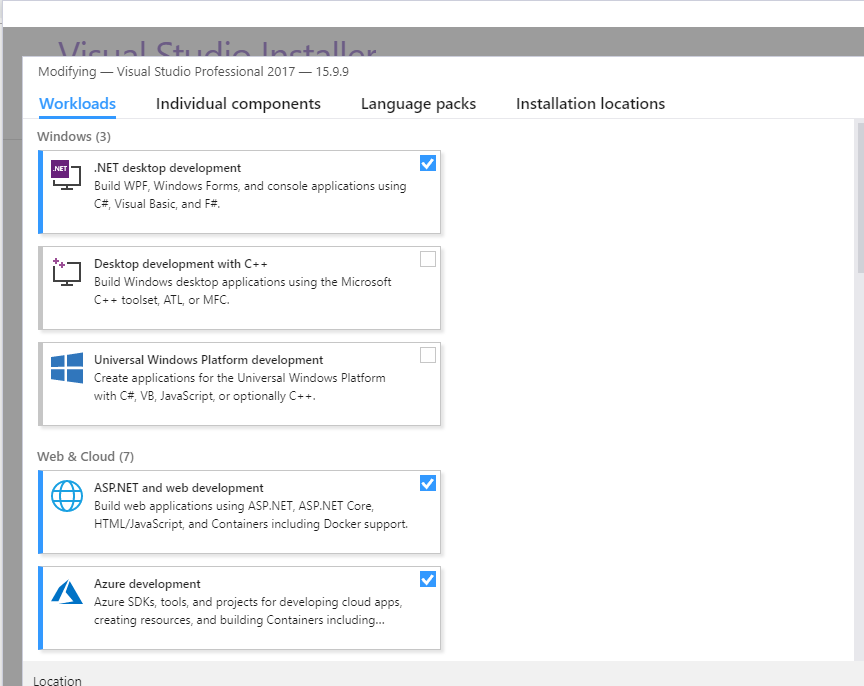 Visual Studio Installer
Modifying — Visual Studio Professional 2017 — 15.9.9
Workloads Individual components Language packs Installation locations
Windows (3)
.NET
.NET desktop development
Build WPF, Windows Forms, and console applications using
C#, Visual Basic, and F#.
Desktop development with C++
Build Windows desktop applications using the Microsoft
C++ toolset, ATL, or MFC.
Universal Windows Platform development
Create applications for the Universal Windows Platform
with C#, VB, JavaScript, or optionally C++.
Web & Cloud (7)
ASP.NET and web development
Build web applications using ASP.NET, ASP.NET Core,
HTML/JavaScript, and Containers including Docker support.
Azure development
Azure SDKs, tools, and projects for developing cloud apps,
creating resources, and building Containers including...
Location